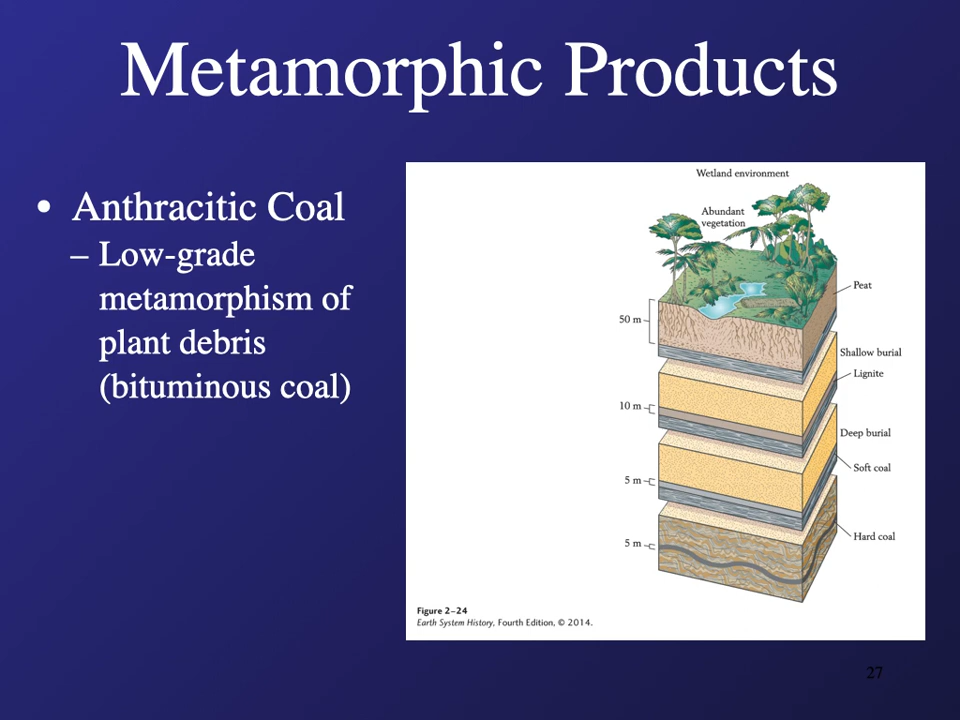 Metamorphic Products
• Anthracitic Coal
– Low-grade
metamorphism of
plant debris
(bituminous coal)
Wetland environment
Abundant
vegetation
Peat
50 m
Shallow burial
Lignite
10 m
Deep burial
Soft coal
5 m
Hard coal
5 m
Figure 2–24
Earth System History, Fourth Edition, © 2014.
27